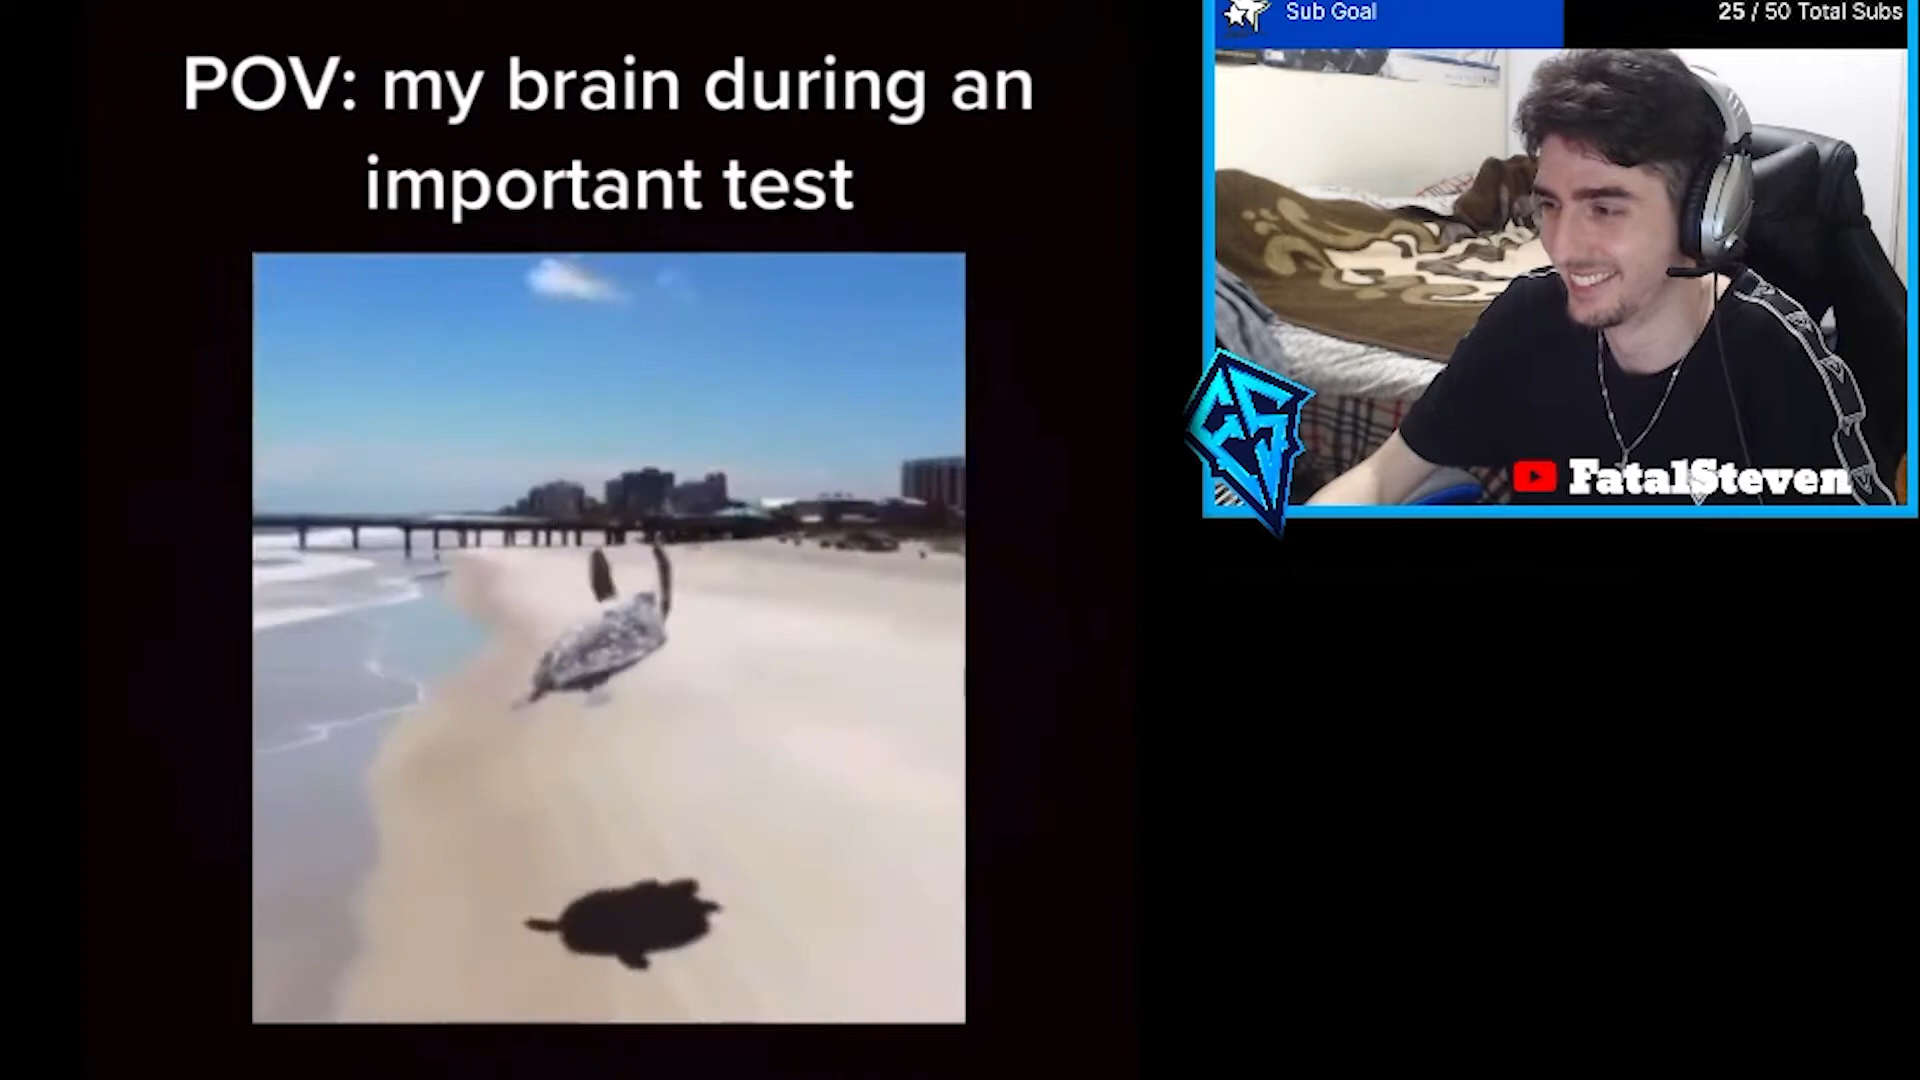 POV: my brain during an
important test
Sub Goal
25 / 50 Total Subs
FatalSteven